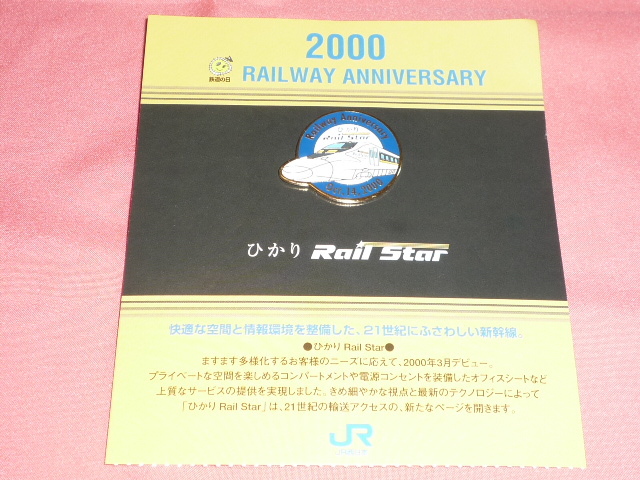 2000
RAILWAY ANNIVERSARY
鉄道の日
Railway Anniversary
ひかり
Rail Star
Oct. 14. 2000
ひかり Rail Star
快適な空間と情報環境を整備した、21世紀にふさわしい新幹線。
●ひかり Rail Star●
ますます多様化するお客様のニーズに応えて、2000年3月デビュー。
プライベートな空間を楽しめるコンパートメントや電源コンセントを装備したオフィスシートなど
上質なサービスの提供を実現しました。きめ細やかな視点と最新のテクノロジーによって
「ひかり Rail Star」は、21世紀の輸送アクセスの、新たなページを開きます。
JR
JR西日本